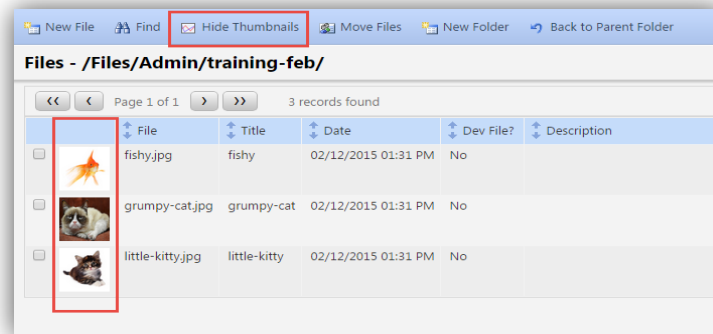 New File Find Hide Thumbnails Move Files New Folder Back to Parent Folder
Files - /Files/Admin/training-feb/
Page 1 of 1 3 records found
File Title Date Dev File? Description
fishy.jpg fishy 02/12/2015 01:31 PM No
grumpy-cat.jpg grumpy-cat 02/12/2015 01:31 PM No
little-kitty.jpg little-kitty 02/12/2015 01:31 PM No